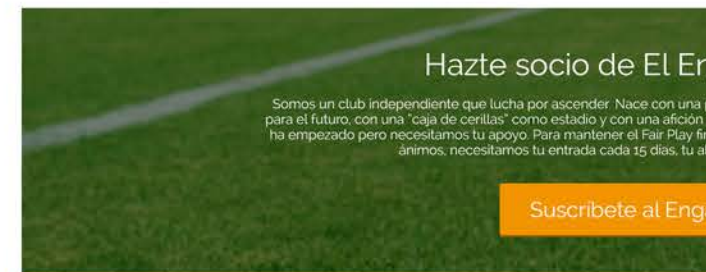 Hazte socio de El En
Somos un club independiente que lucha por ascender. Nace con una p
para el futuro, con una "caja de cerillas" como estadio y con una afición
ha empezado pero necesitamos tu apoyo. Para mantener el Fair Play fin
ánimos, necesitamos tu entrada cada 15 días, tu ab
Suscríbete al Enga